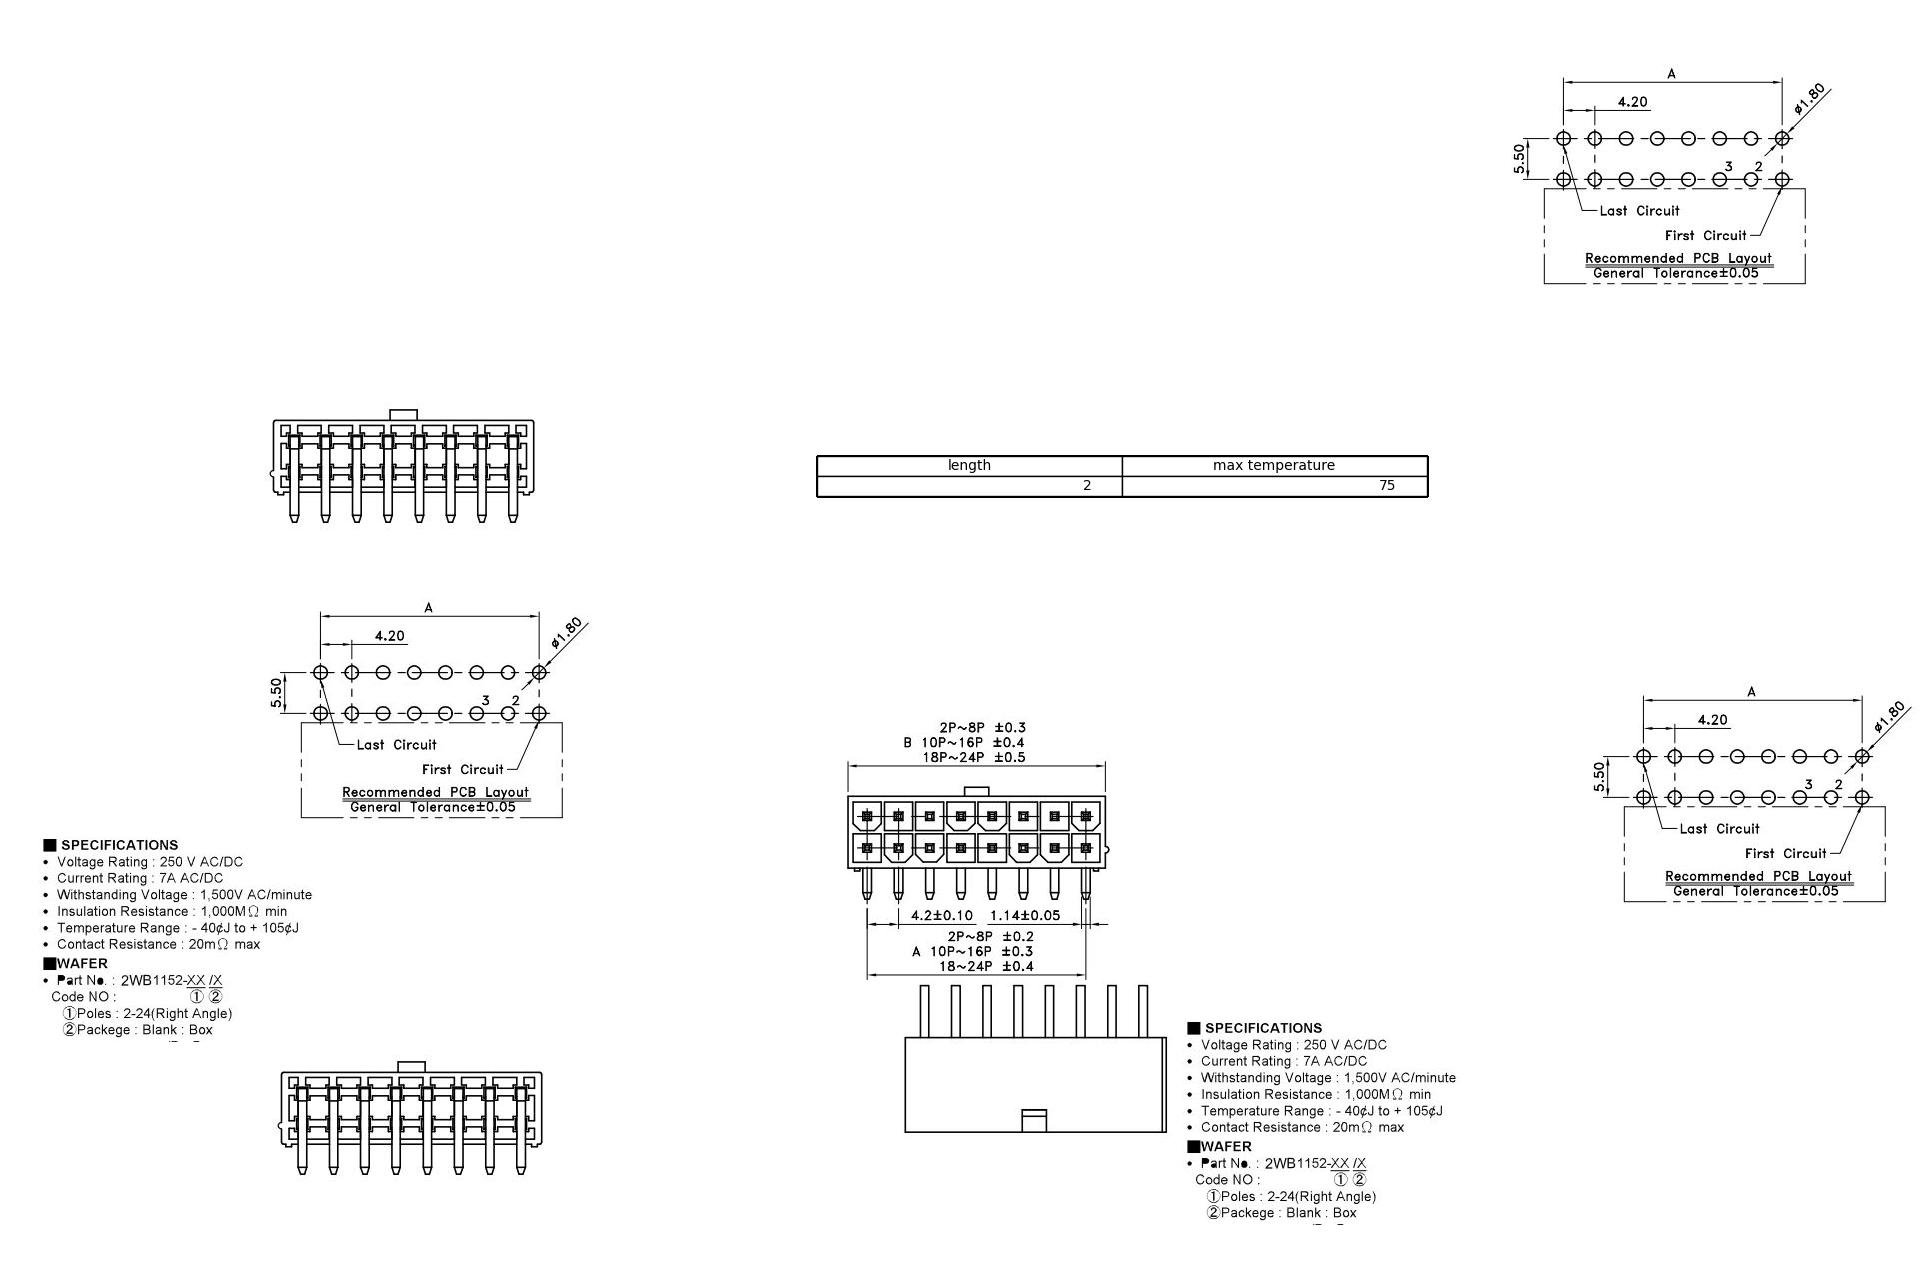 A
4.20
ø1.80
5.50
3 2
Last Circuit
First Circuit
Recommended PCB Layout
General Tolerance±0.05
length max temperature
2 75
A
4.20
ø1.80
5.50
3 2
Last Circuit
First Circuit
Recommended PCB Layout
General Tolerance±0.05
A
4.20
ø1.80
5.50
3 2
Last Circuit
First Circuit
Recommended PCB Layout
General Tolerance±0.05
2P~8P ±0.3
B 10P~16P ±0.4
18P~24P ±0.5
4.2±0.10 1.14±0.05
2P~8P ±0.2
A 10P~16P ±0.3
18~24P ±0.4
■ SPECIFICATIONS
• Voltage Rating : 250 V AC/DC
• Current Rating : 7A AC/DC
• Withstanding Voltage : 1,500V AC/minute
• Insulation Resistance : 1,000MΩ min
• Temperature Range : - 40¢J to + 105¢J
• Contact Resistance : 20mΩ max
■WAFER
• Part No. : 2WB1152-XX /X
Code NO : ① ②
①Poles : 2-24(Right Angle)
②Packege : Blank : Box
■ SPECIFICATIONS
• Voltage Rating : 250 V AC/DC
• Current Rating : 7A AC/DC
• Withstanding Voltage : 1,500V AC/minute
• Insulation Resistance : 1,000MΩ min
• Temperature Range : - 40¢J to + 105¢J
• Contact Resistance : 20mΩ max
■WAFER
• Part No. : 2WB1152-XX /X
Code NO : ① ②
①Poles : 2-24(Right Angle)
②Packege : Blank : Box